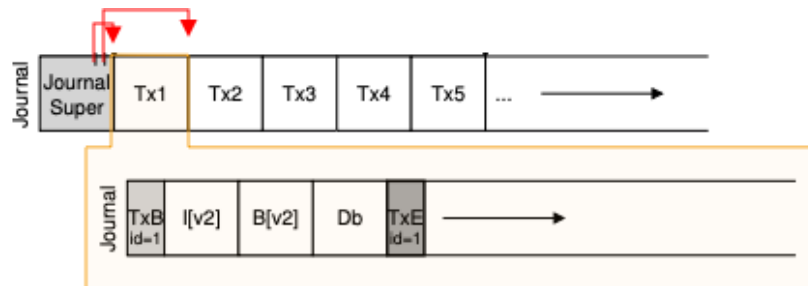 Journal
Journal
Super
Tx1
Tx2
Tx3
Tx4
Tx5
...
Journal
TxB
id=1
I[v2]
B[v2]
Db
TxE
id=1